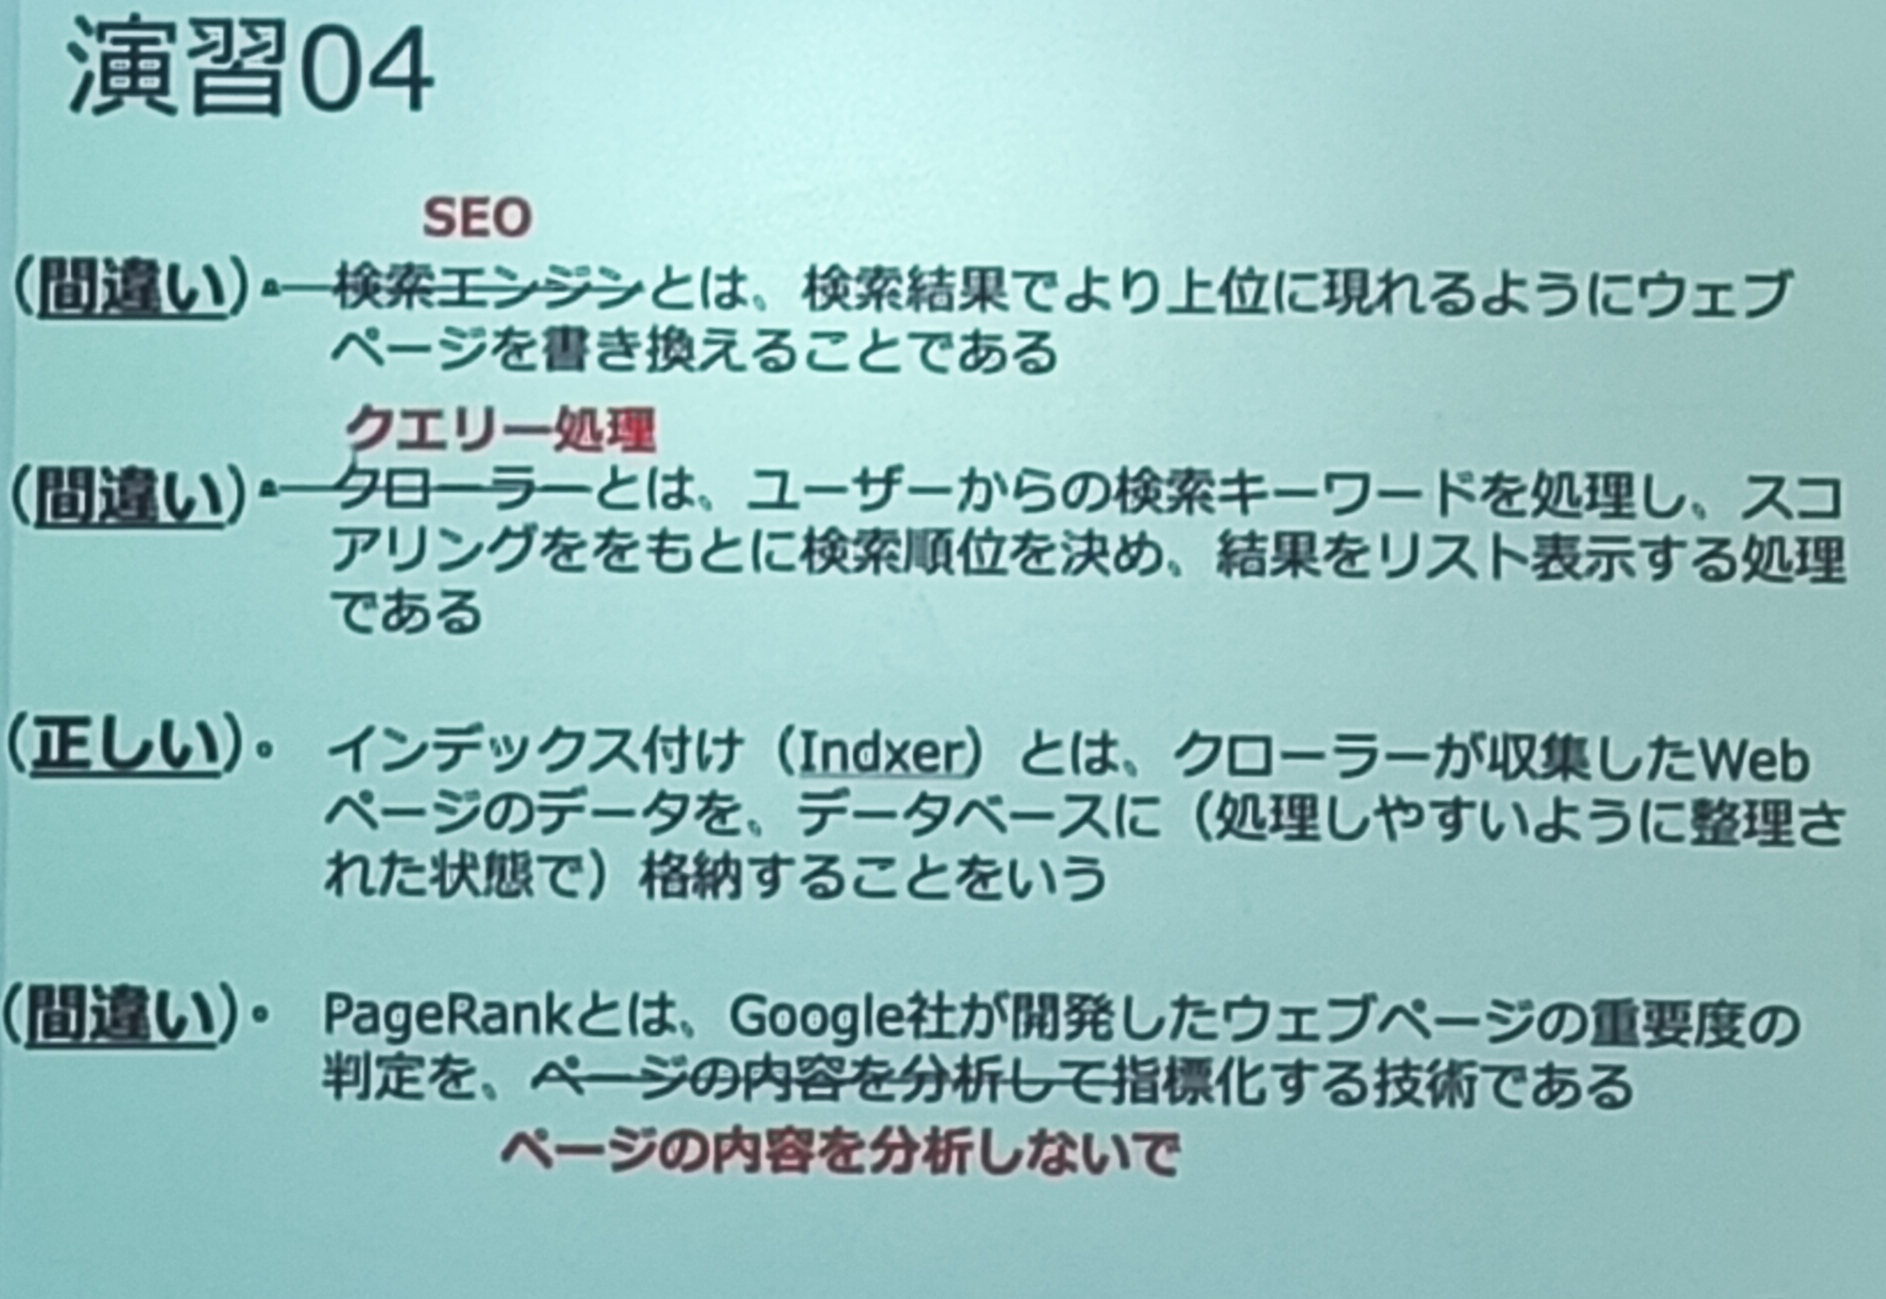 演習04
SEO
(間違い)• 検索エンジンとは、検索結果でより上位に現れるようにウェブ
ページを書き換えることである
クエリー処理
(間違い)• クローラーとは、ユーザーからの検索キーワードを処理し、スコ
アリングををもとに検索順位を決め、結果をリスト表示する処理
である
(正しい)• インデックス付け（Indxer）とは、クローラーが収集したWeb
ページのデータを、データベースに（処理しやすいように整理さ
れた状態で）格納することをいう
(間違い)• PageRankとは、Google社が開発したウェブページの重要度の
判定を、ページの内容を分析して指標化する技術である
ページの内容を分析しないで